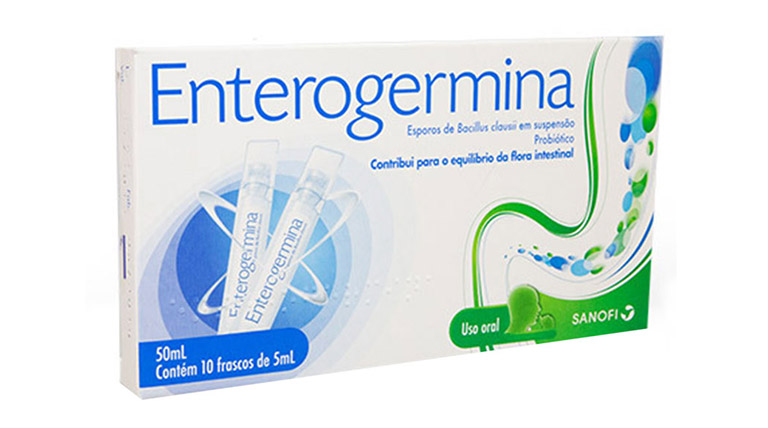 Enterogermina
Esporos de Bacillus clausii em suspensão
Probiótico
Contribui para o equilíbrio da flora intestinal
Enterogermina
Enterogermina
Uso oral
SANOFI
50mL
Contém 10 frascos de 5mL